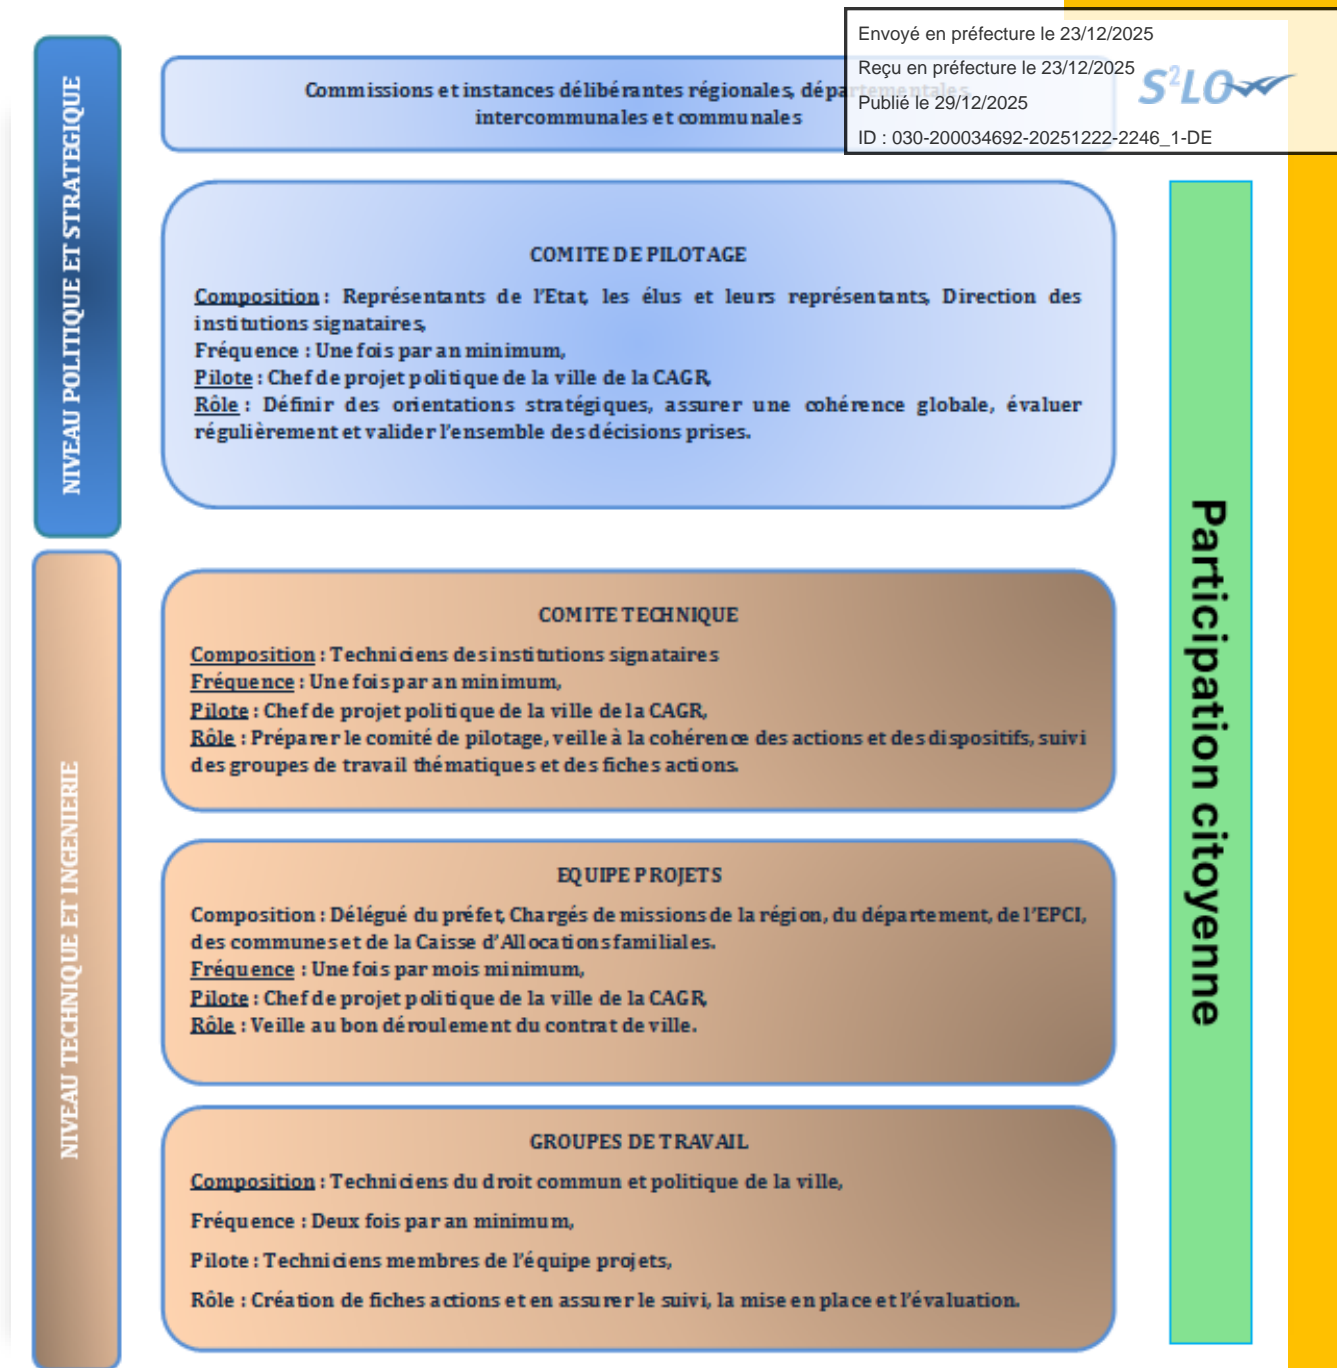 Envoyé en préfecture le 23/12/2025
Reçu en préfecture le 23/12/2025
Publié le 29/12/2025
ID : 030-200034692-20251222-2246_1-DE
S²LO
NIVEAU POLITIQUE ET STRATEGIQUE
Commissions et instances délibérantes régionales, départementales,
intercommunales et communales
COMITE DE PILOTAGE
Composition : Représentants de l'Etat, les élus et leurs représentants, Direction des
institutions signataires,
Fréquence : Une fois par an minimum,
Pilote : Chef de projet politique de la ville de la CAGR,
Rôle : Définir des orientations stratégiques, assurer une cohérence globale, évaluer
régulièrement et valider l'ensemble des décisions prises.
NIVEAU TECHNIQUE ET INGENIERIE
COMITE TECHNIQUE
Composition : Techniciens des institutions signataires
Fréquence : Une fois par an minimum,
Pilote : Chef de projet politique de la ville de la CAGR,
Rôle : Préparer le comité de pilotage, veille à la cohérence des actions et des dispositifs, suivi
des groupes de travail thématiques et des fiches actions.
EQUIPE PROJETS
Composition : Délégué du préfet, Chargés de missions de la région, du département, de l'EPCI,
des communes et de la Caisse d'Allocations familiales.
Fréquence : Une fois par mois minimum,
Pilote : Chef de projet politique de la ville de la CAGR,
Rôle : Veille au bon déroulement du contrat de ville.
GROUPES DE TRAVAIL
Composition : Techniciens du droit commun et politique de la ville,
Fréquence : Deux fois par an minimum,
Pilote : Techniciens membres de l'équipe projets,
Rôle : Création de fiches actions et en assurer le suivi, la mise en place et l'évaluation.
Participation citoyenne